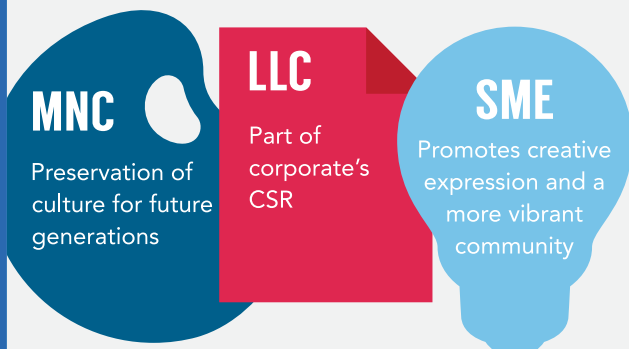 MNC
Preservation of
culture for future
generations
LLC
Part of
corporate's
CSR
SME
Promotes creative
expression and a
more vibrant
community